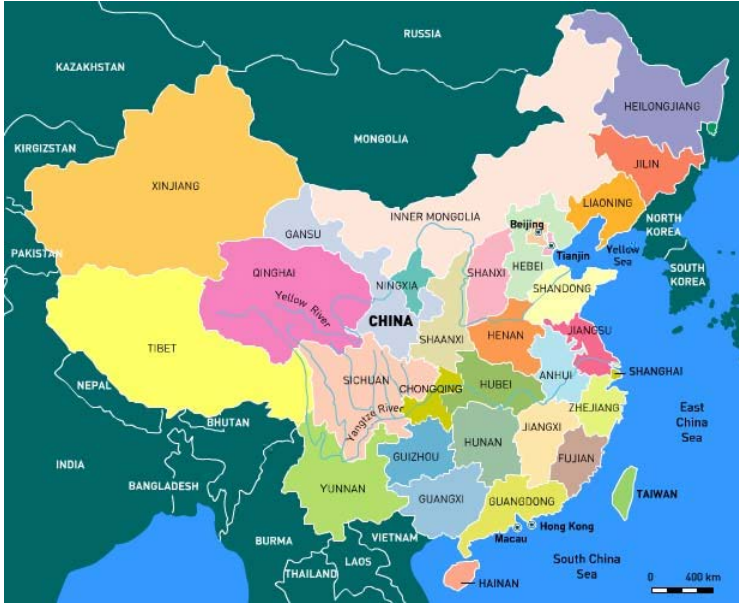 RUSSIA
KAZAKHSTAN
HEILONGJIANG
MONGOLIA
KIRGIZSTAN
JILIN
XINJIANG
LIAONING
INNER MONGOLIA
NORTH
KOREA
Beijing
GANSU
Tianjin
Yellow
Sea
PAKISTAN
QINGHAI
SHANXI
HEBEI
SOUTH
KOREA
NINGXIA
SHANDONG
Yellow River
CHINA
HENAN
JIANGSU
SHAANXI
TIBET
SHANGHAI
ANHUI
SICHUAN
CHONGQING
HUBEI
NEPAL
ZHEJIANG
Yangtze River
EAST
China
Sea
BHUTAN
JIANGXI
HUNAN
GUIZHOU
FUJIAN
INDIA
BANGLADESH
YUNNAN
TAIWAN
GUANGXI
GUANGDONG
Hong Kong
Macau
VIETNAM
BURMA
LAOS
South China
Sea
THAILAND
HAINAN
0 400 km